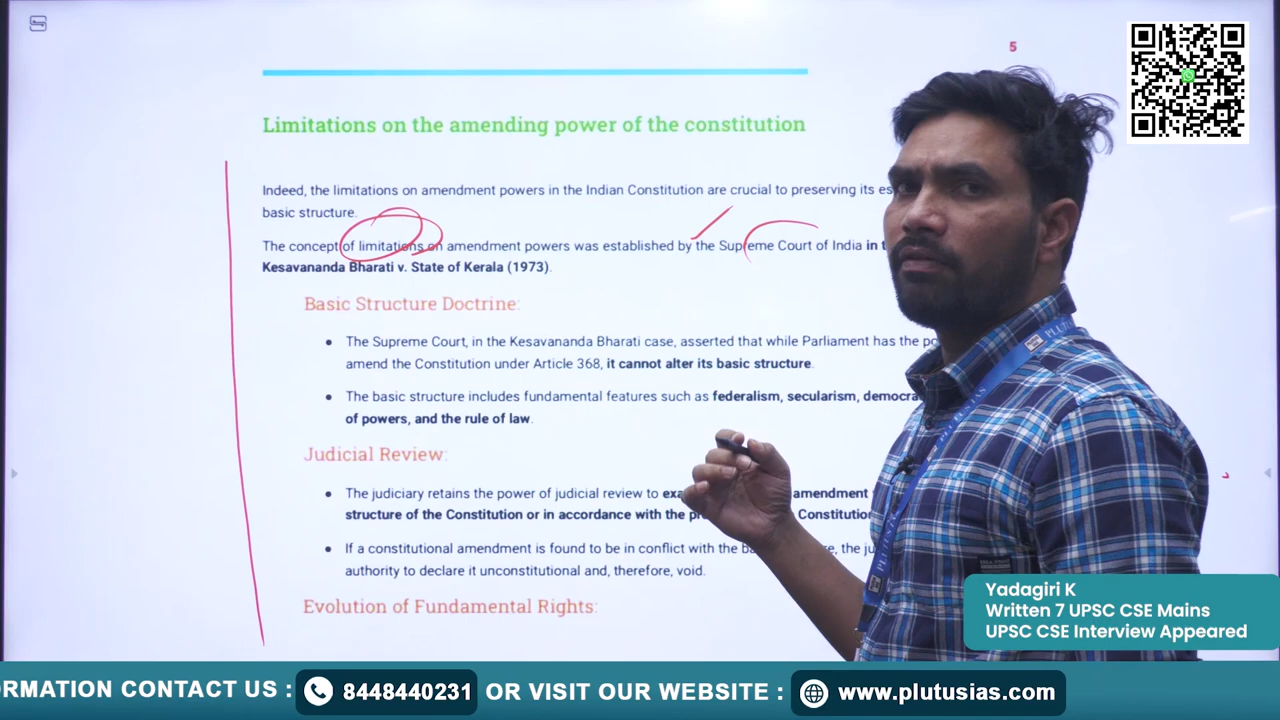 5
Limitations on the amending power of the constitution
Indeed, the limitations on amendment powers in the Indian Constitution are crucial to preserving its es
basic structure.
The concept of limitations on amendment powers was established by the Supreme Court of India in t
Kesavananda Bharati v. State of Kerala (1973).
Basic Structure Doctrine:
The Supreme Court, in the Kesavananda Bharati case, asserted that while Parliament has the po
amend the Constitution under Article 368, it cannot alter its basic structure.
The basic structure includes fundamental features such as federalism, secularism, democra
of powers, and the rule of law.
Judicial Review:
The judiciary retains the power of judicial review to exa amendment
structure of the Constitution or in accordance with the pr Constitution
If a constitutional amendment is found to be in conflict with the ba re, the ju
authority to declare it unconstitutional and, therefore, void.
Evolution of Fundamental Rights:
PLUTUS
PLUTUS IAS
Yadagiri K
Written 7 UPSC CSE Mains
UPSC CSE Interview Appeared
ORMATION CONTACT US : 8448440231 OR VISIT OUR WEBSITE : www.plutusias.com